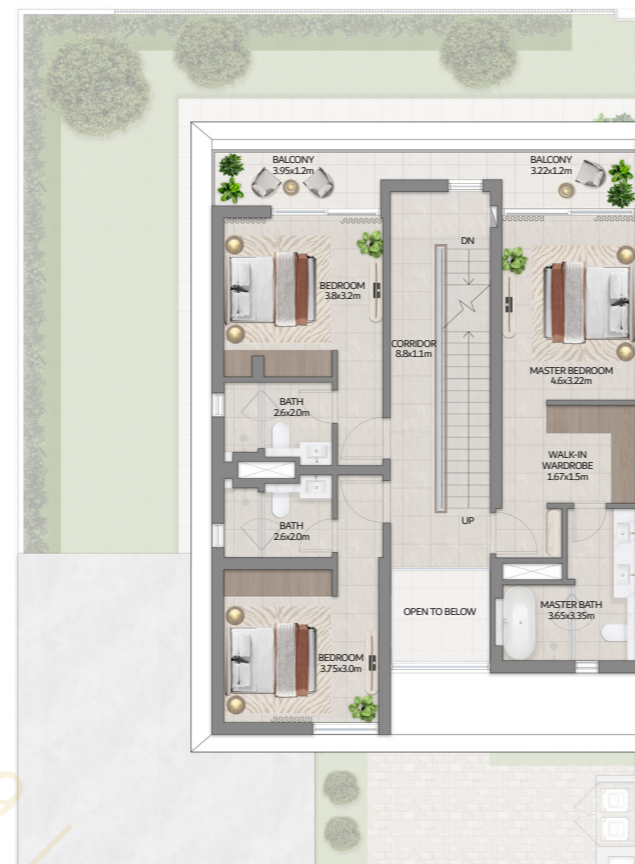 BALCONY
3.95x1.2m
BALCONY
3.22x1.2m
DN
BEDROOM
3.8x3.2m
CORRIDOR
8.8x1.1m
MASTER BEDROOM
4.6x3.22m
BATH
2.6x2.0m
WALK-IN
WARDROBE
1.67x1.5m
UP
BATH
2.6x2.0m
OPEN TO BELOW
MASTER BATH
3.65x3.35m
BEDROOM
3.75x3.0m